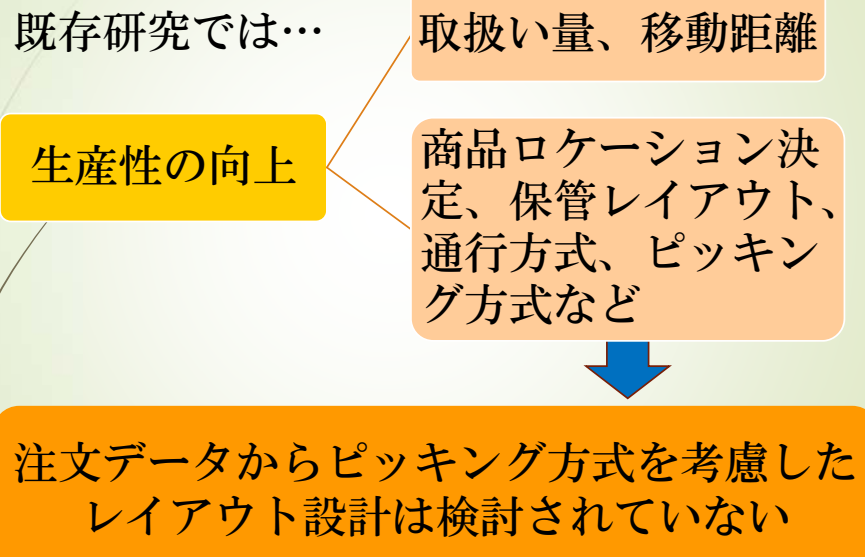 既存研究では…
取扱い量、移動距離
生産性の向上
商品ロケーション決
定、保管レイアウト、
通行方式、ピッキン
グ方式など
注文データからピッキング方式を考慮した
レイアウト設計は検討されていない